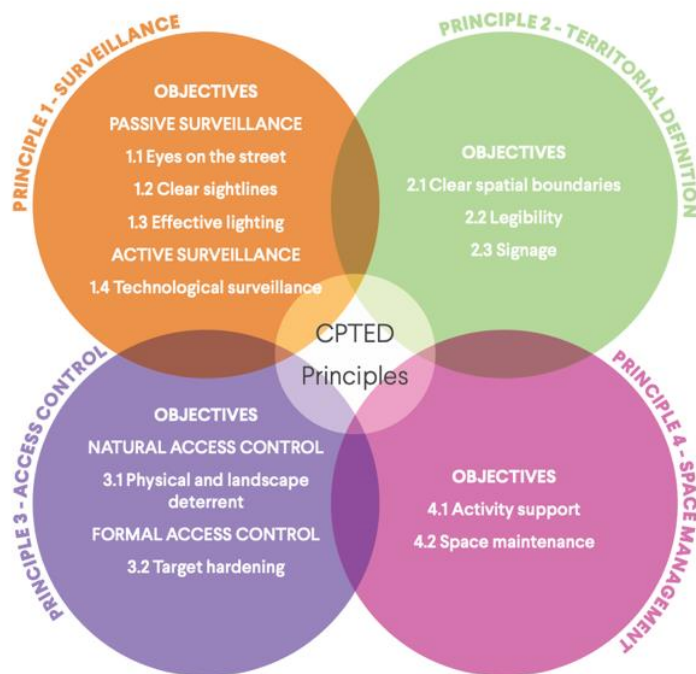 PRINCIPLE 1 - SURVEILLANCE
OBJECTIVES
PASSIVE SURVEILLANCE
1.1 Eyes on the street
1.2 Clear sightlines
1.3 Effective lighting
ACTIVE SURVEILLANCE
1.4 Technological surveillance
PRINCIPLE 2 - TERRITORIAL DEFINITION
OBJECTIVES
2.1 Clear spatial boundaries
2.2 Legibility
2.3 Signage
CPTED
Principles
PRINCIPLE 3 - ACCESS CONTROL
OBJECTIVES
NATURAL ACCESS CONTROL
3.1 Physical and landscape
deterrent
FORMAL ACCESS CONTROL
3.2 Target hardening
PRINCIPLE 4 - SPACE MANAGEMENT
OBJECTIVES
4.1 Activity support
4.2 Space maintenance